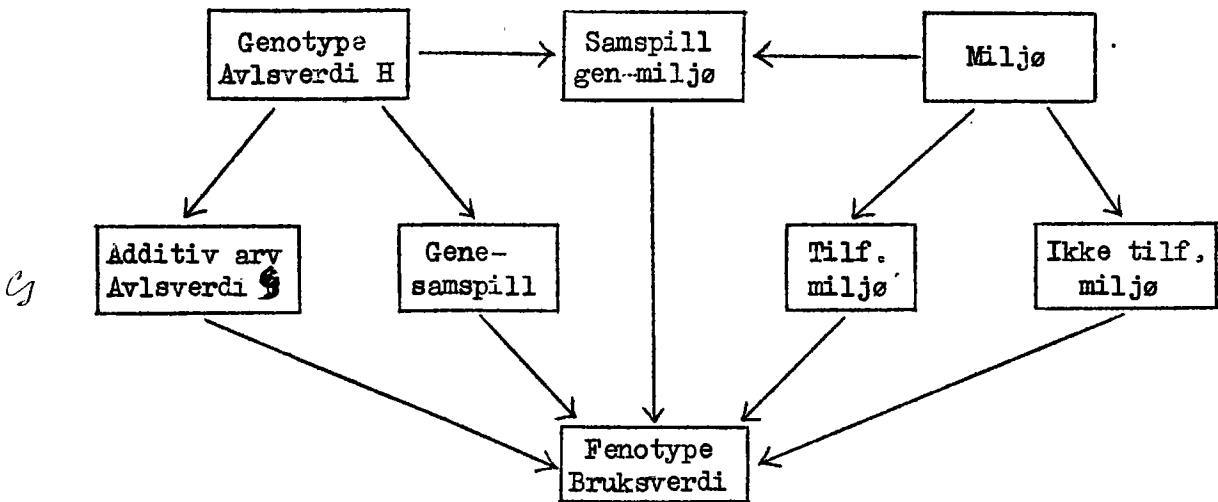 Genotype
Avlsverdi H
Samspill
gen-miljø
Miljø
Additiv arv
Avlsverdi G
Gene-
samspill
Tilf.
miljø
Ikke tilf.
miljø
G
Fenotype
Bruksverdi